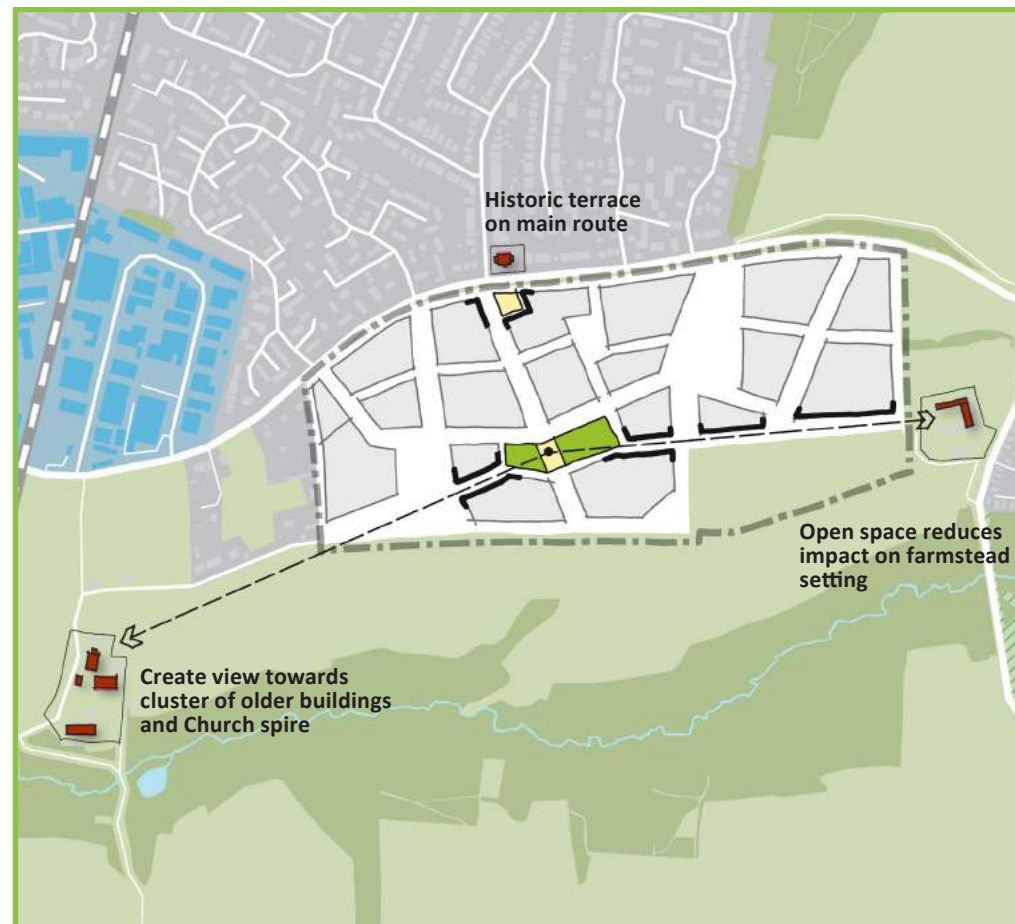 Historic terrace
on main route
Open space reduces
impact on farmstead
setting
Create view towards
cluster of older buildings
and Church spire